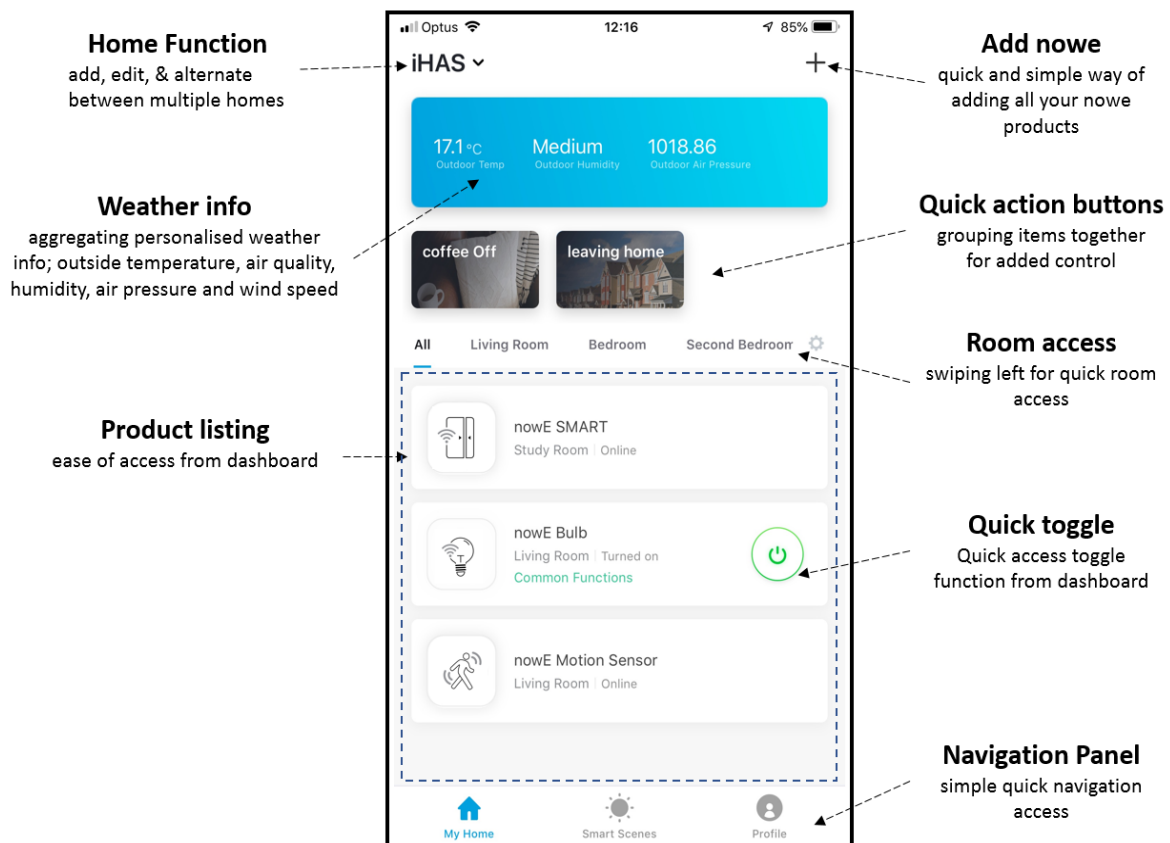 Home Function
add, edit, & alternate
between multiple homes
Weather info
aggregating personalised weather
info; outside temperature, air quality,
humidity, air pressure and wind speed
Product listing
ease of access from dashboard
Optus 12:16 85%
iHAS
17.1 °C Medium 1018.86
Outdoor Temp Outdoor Humidity Outdoor Air Pressure
coffee Off leaving home
All Living Room Bedroom Second Bedroom
nowE SMART
Study Room | Online
nowE Bulb
Living Room | Turned on
Common Functions
nowE Motion Sensor
Living Room | Online
My Home Smart Scenes Profile
Add nowe
quick and simple way of
adding all your nowe
products
Quick action buttons
grouping items together
for added control
Room access
swiping left for quick room
access
Quick toggle
Quick access toggle
function from dashboard
Navigation Panel
simple quick navigation
access